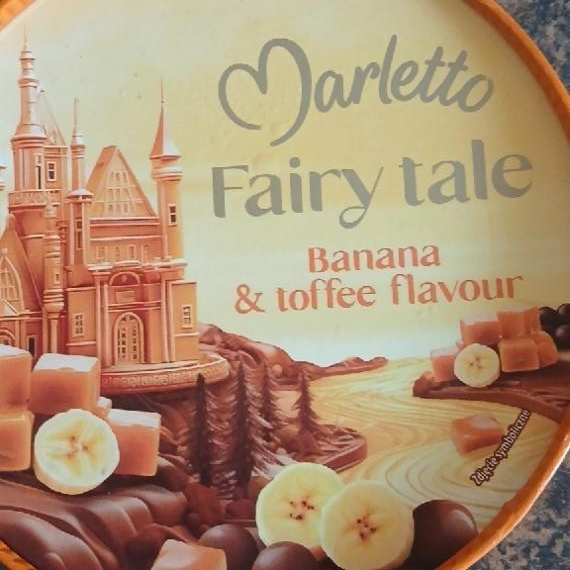 Marletto
Fairy tale
Banana
& toffee flavour
Zdjęcie symboliczne